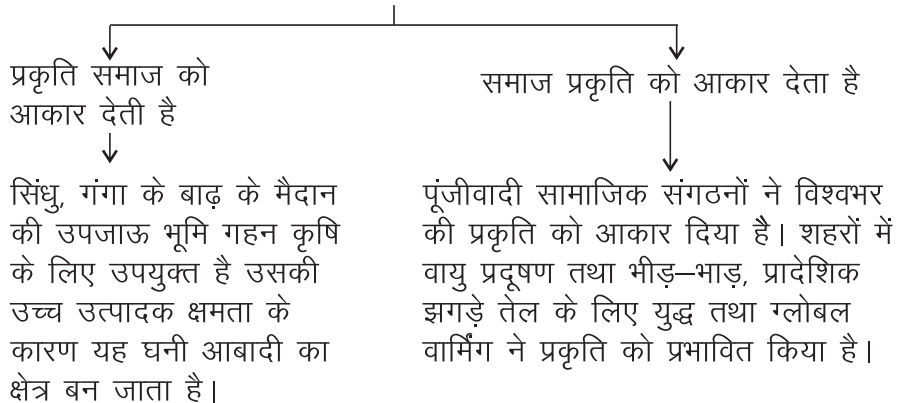 प्रकृति समाज को
आकार देती है
समाज प्रकृति को आकार देता है
सिंधु, गंगा के बाढ़ के मैदान
की उपजाऊ भूमि गहन कृषि
के लिए उपयुक्त है उसकी
उच्च उत्पादक क्षमता के
कारण यह घनी आबादी का
क्षेत्र बन जाता है।
पूंजीवादी सामाजिक संगठनों ने विश्वभर
की प्रकृति को आकार दिया है। शहरों में
वायु प्रदूषण तथा भीड़–भाड़, प्रादेशिक
झगड़े तेल के लिए युद्ध तथा ग्लोबल
वार्मिंग ने प्रकृति को प्रभावित किया है।